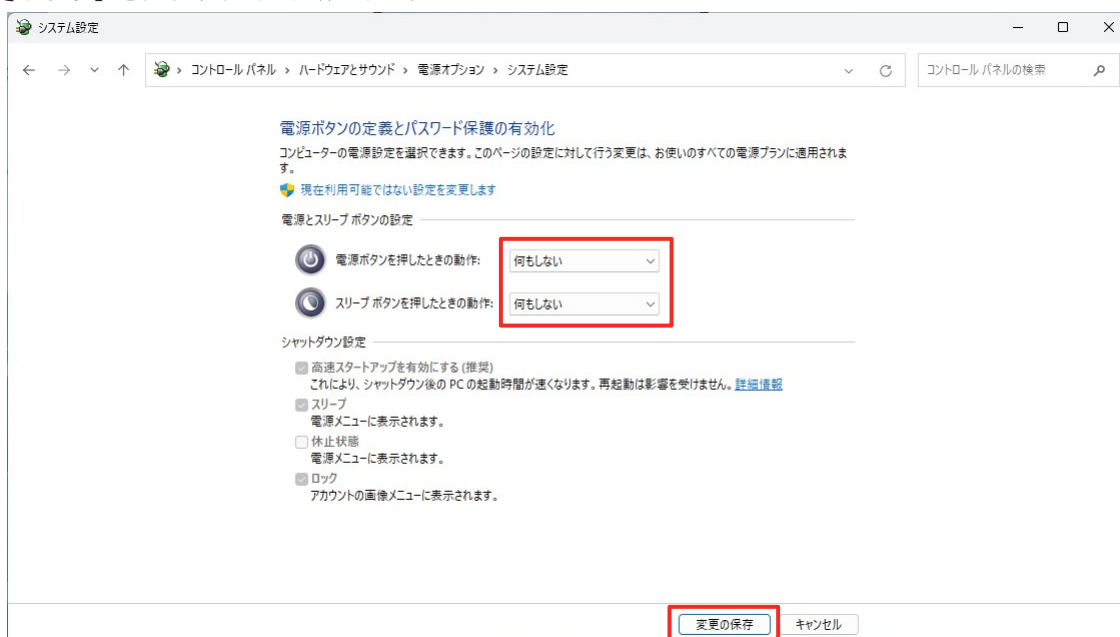 システム設定
コントロール パネル › ハードウェアとサウンド › 電源オプション › システム設定
コントロール パネルの検索
電源ボタンの定義とパスワード保護の有効化
コンピューターの電源設定を選択できます。このページの設定に対して行う変更は、お使いのすべての電源プランに適用されま
す。
現在利用可能ではない設定を変更します
電源とスリープ ボタンの設定
電源ボタンを押したときの動作: 何もしない
スリープ ボタンを押したときの動作: 何もしない
シャットダウン設定
高速スタートアップを有効にする (推奨)
これにより、シャットダウン後の PC の起動時間が速くなります。再起動は影響を受けません。詳細情報
スリープ
電源メニューに表示されます。
休止状態
電源メニューに表示されます。
ロック
アカウントの画像メニューに表示されます。
変更の保存 キャンセル